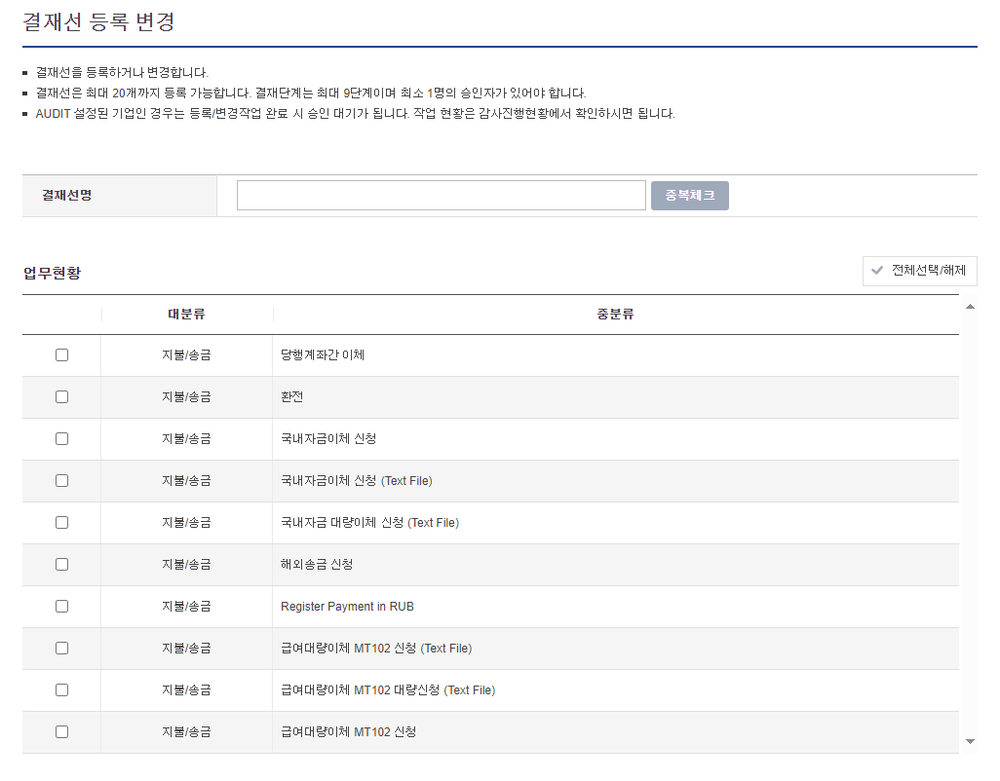 결재선 등록 변경
결재선을 등록하거나 변경합니다.
결재선은 최대 20개까지 등록 가능합니다. 결재단계는 최대 9단계이며 최소 1명의 승인자가 있어야 합니다.
AUDIT 설정된 기업인 경우는 등록/변경작업 완료 시 승인 대기가 됩니다. 작업 현황은 감사진행현황에서 확인하시면 됩니다.
결재선명 중복체크
업무현황 전체선택/해제
대분류 중분류
지불/송금 당행계좌간 이체
지불/송금 환전
지불/송금 국내자금이체 신청
지불/송금 국내자금이체 신청 (Text File)
지불/송금 국내자금 대량이체 신청 (Text File)
지불/송금 해외송금 신청
지불/송금 Register Payment in RUB
지불/송금 급여대량이체 MT102 신청 (Text File)
지불/송금 급여대량이체 MT102 대량신청 (Text File)
지불/송금 급여대량이체 MT102 신청